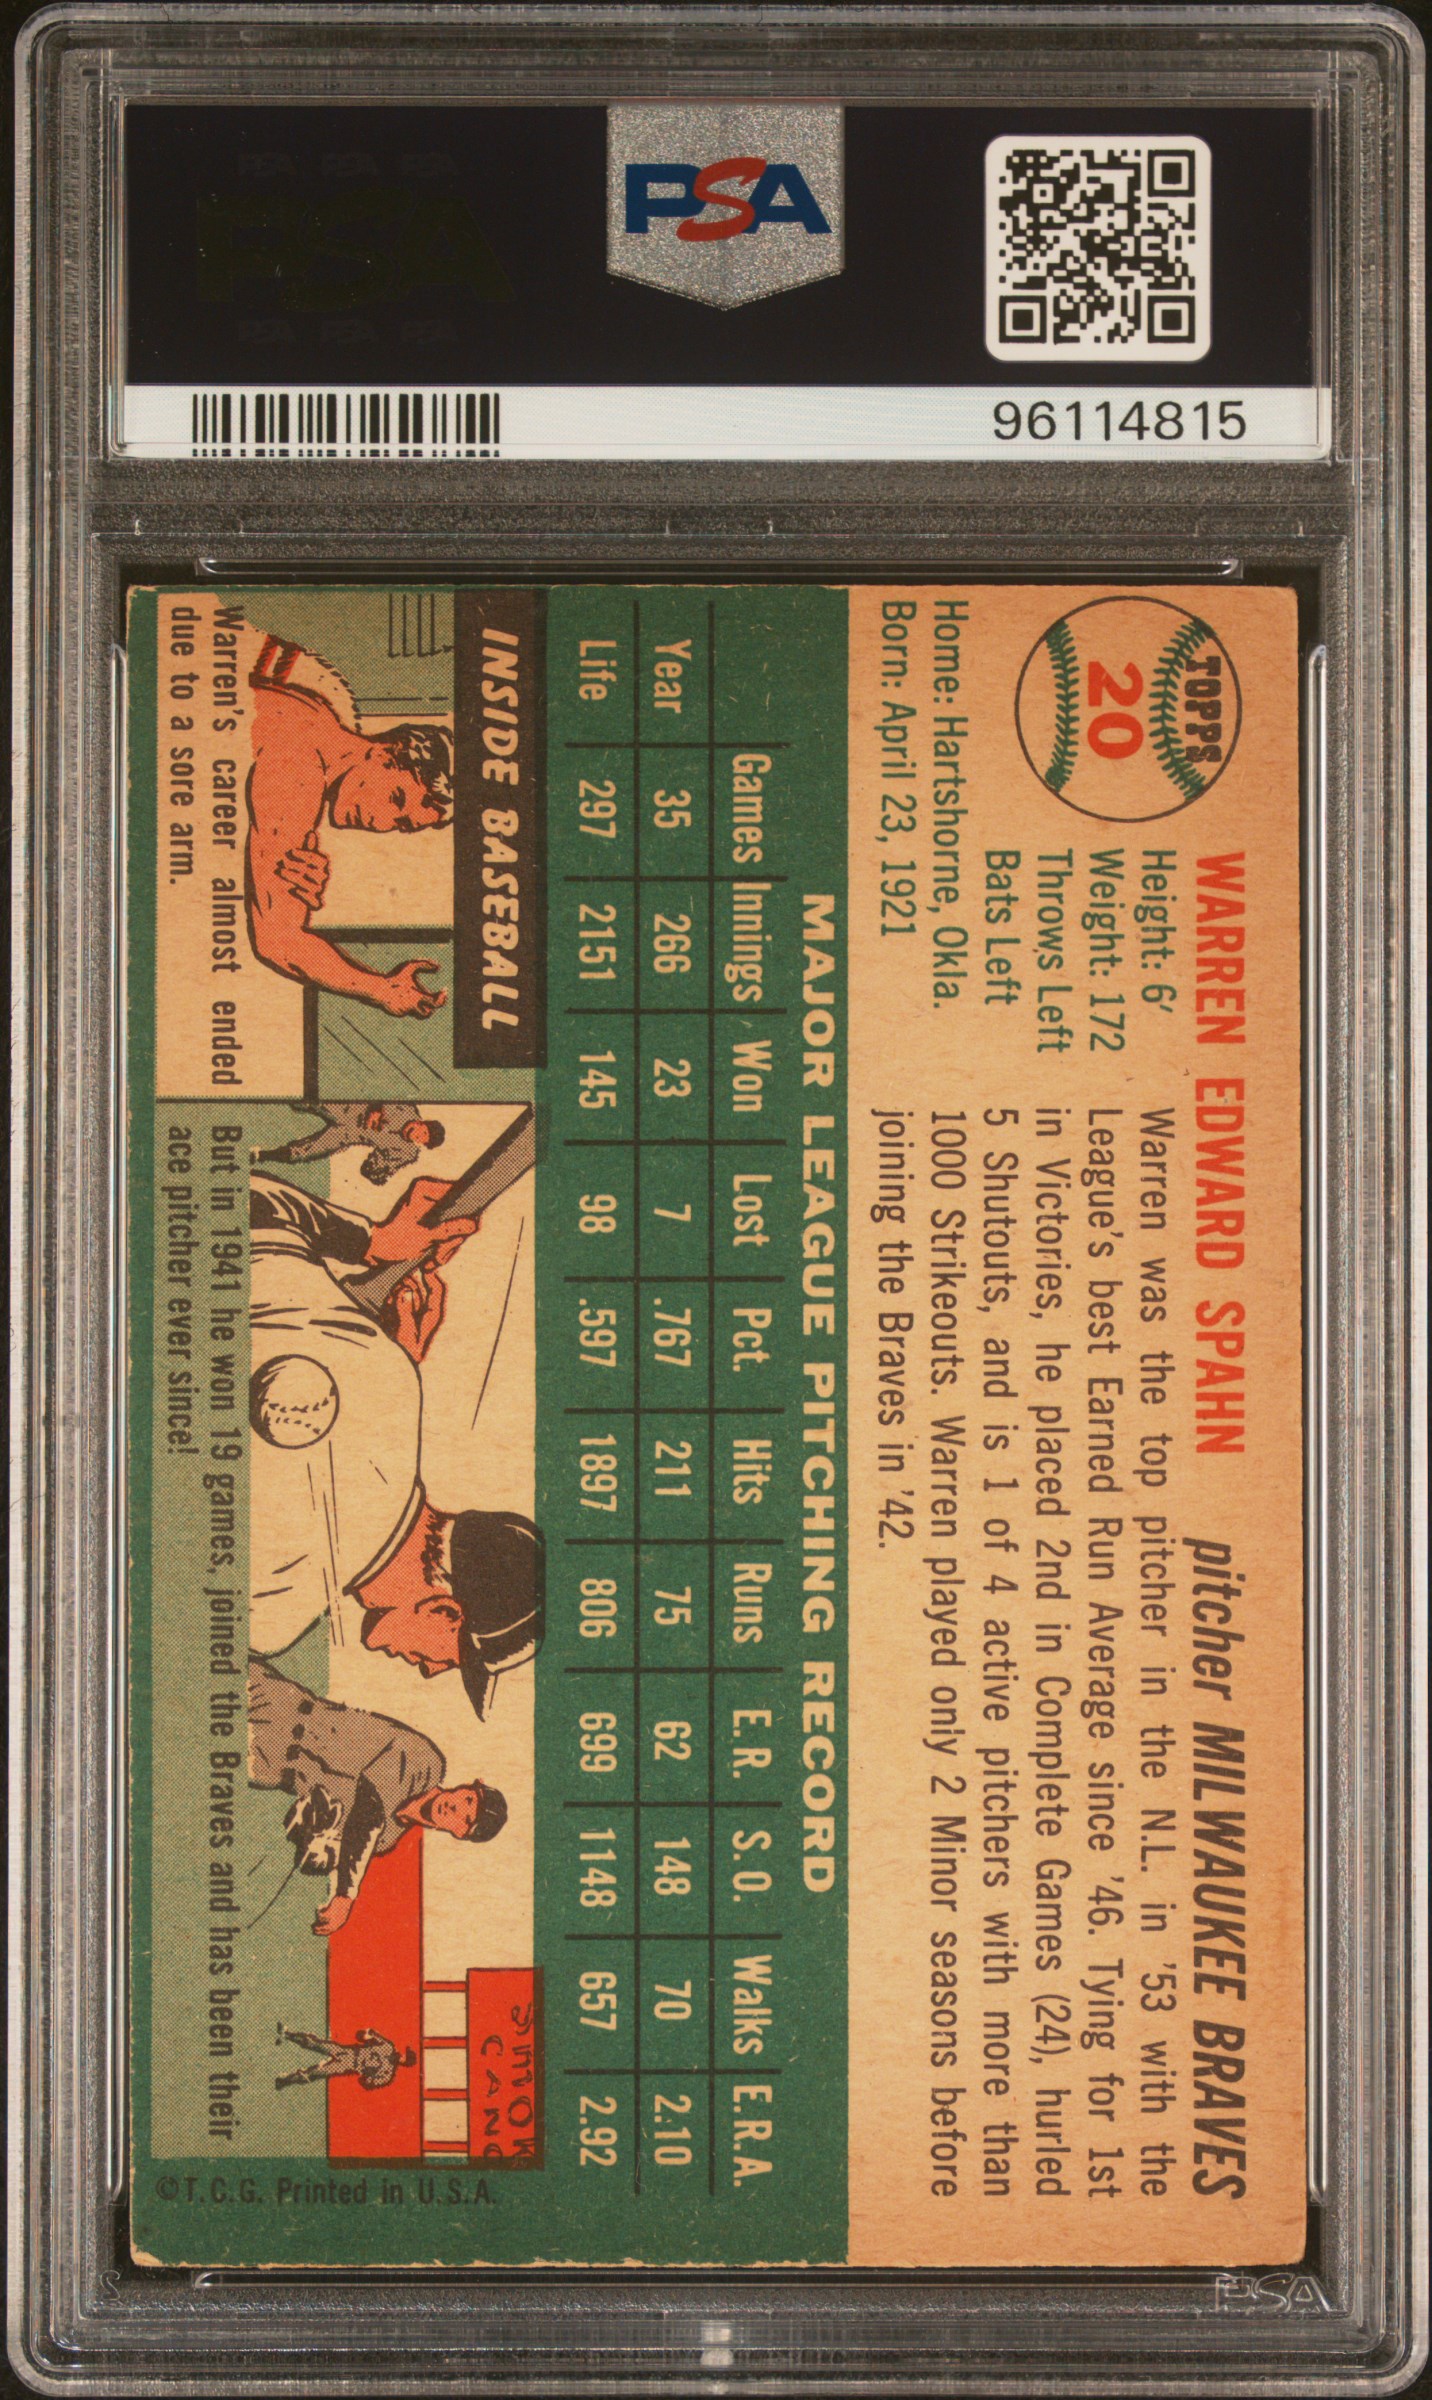 PSA
96114815
TOPPS
20
WARREN EDWARD SPAHN pitcher MILWAUKEE BRAVES
Height: 6'
Weight: 172
Throws Left
Bats Left
Home: Hartshorne, Okla.
Born: April 23, 1921
Warren was the top pitcher in the N.L. in '53 with the
League's best Earned Run Average since '46. Tying for 1st
in Victories, he placed 2nd in Complete Games (24), hurled
5 Shutouts, and is 1 of 4 active pitchers with more than
1000 Strikeouts. Warren played only 2 Minor seasons before
joining the Braves in '42.
MAJOR LEAGUE PITCHING RECORD
Games Innings Won Lost Pct. Hits Runs E.R. S.O. Walks E.R.A.
Year 35 266 23 7 .767 211 75 62 148 70 2.10
Life 297 2151 145 98 .597 1897 806 699 1148 657 2.92
INSIDE BASEBALL
Warren's career almost ended
due to a sore arm.
SMOK
CANC
But in 1941 he won 19 games, joined the Braves and has been their
ace pitcher ever since!
©T.C.G. Printed in U.S.A.
PSA